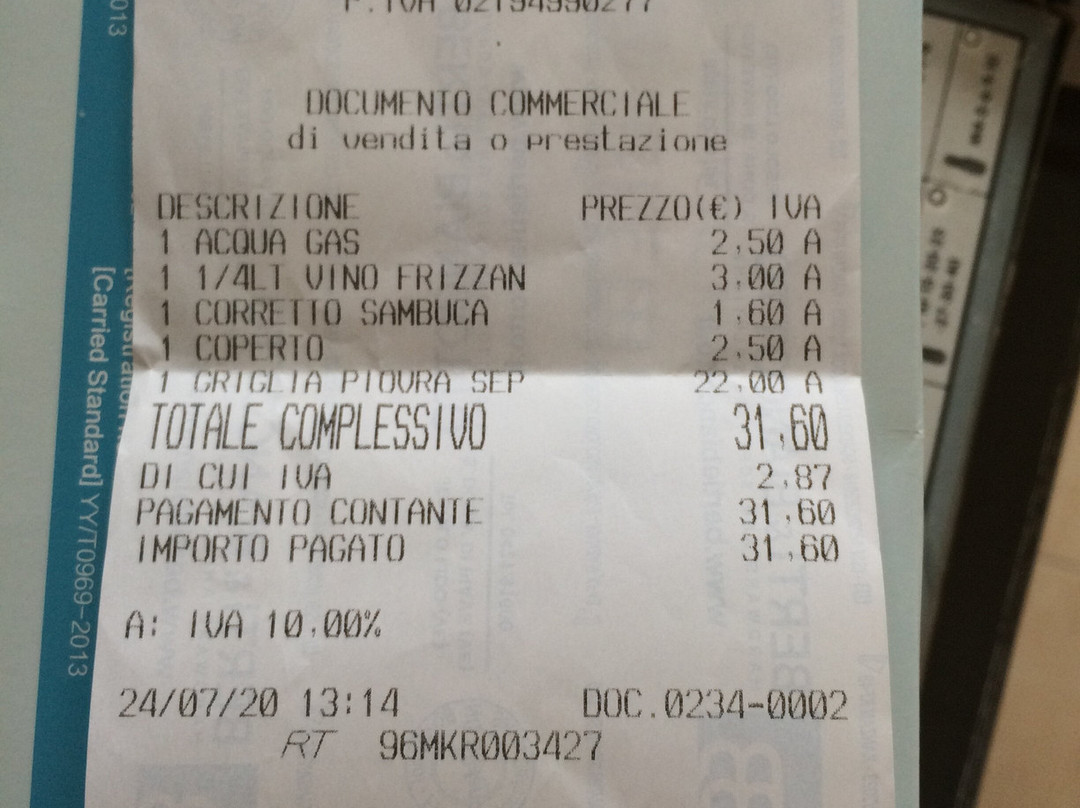 P.IVA 02194990277
DOCUMENTO COMMERCIALE
di vendita o prestazione
DESCRIZIONE PREZZO(€) IVA
1 ACQUA GAS 2,50 A
1 1/4LT VINO FRIZZAN 3,00 A
1 CORRETTO SAMBUCA 1,60 A
1 COPERTO 2,50 A
1 GRIGLIA PIOVRA SEP 22,00 A
TOTALE COMPLESSIVO 31,60
DI CUI IVA 2,87
PAGAMENTO CONTANTE 31,60
IMPORTO PAGATO 31,60
A: IVA 10,00%
24/07/20 13:14 DOC.0234-0002
RT 96MKR003427
2013
[Carried Standard] YY/T0969-2013